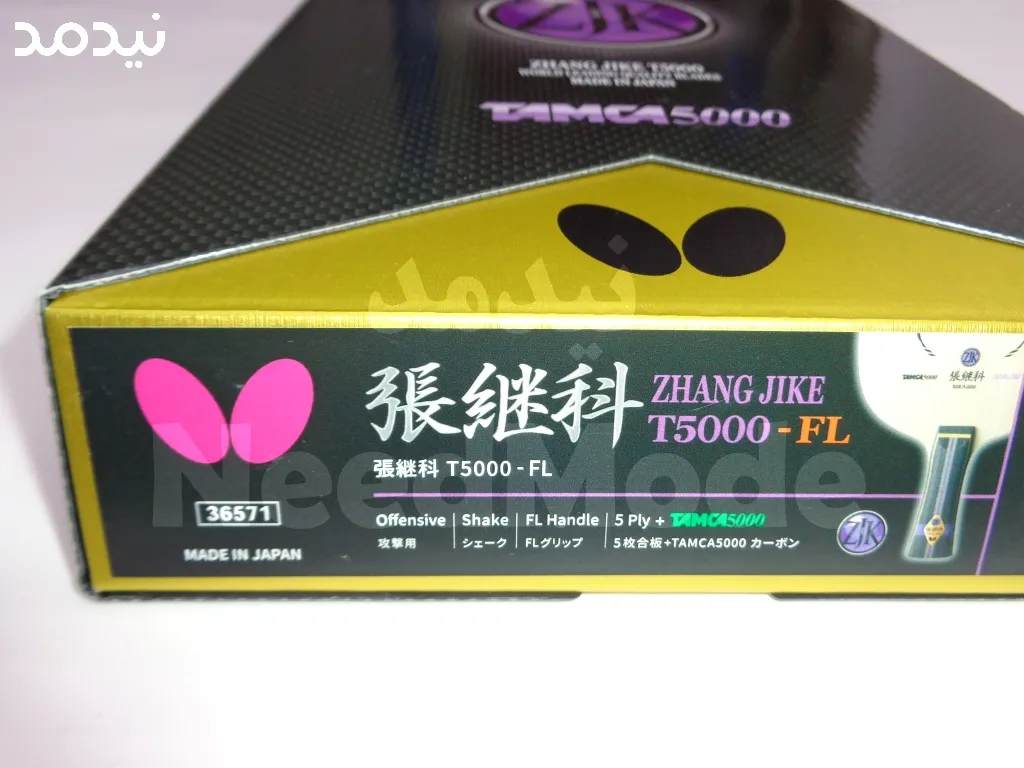 نیدمد
ZJK
ZHANG JIKE T5000
WORLD LEADING QUALITY BLADES
MADE IN JAPAN
TAMCA5000
نیدمد
NeedMode
張継科
ZHANG JIKE
T5000 - FL
張継科 T5000 - FL
36571
MADE IN JAPAN
Offensive | Shake | FL Handle | 5 Ply + TAMCA5000
攻撃用 | シェーク | FLグリップ | 5枚合板+TAMCA5000 カーボン
ZJK
ZJK
TAMCA5000
張継科